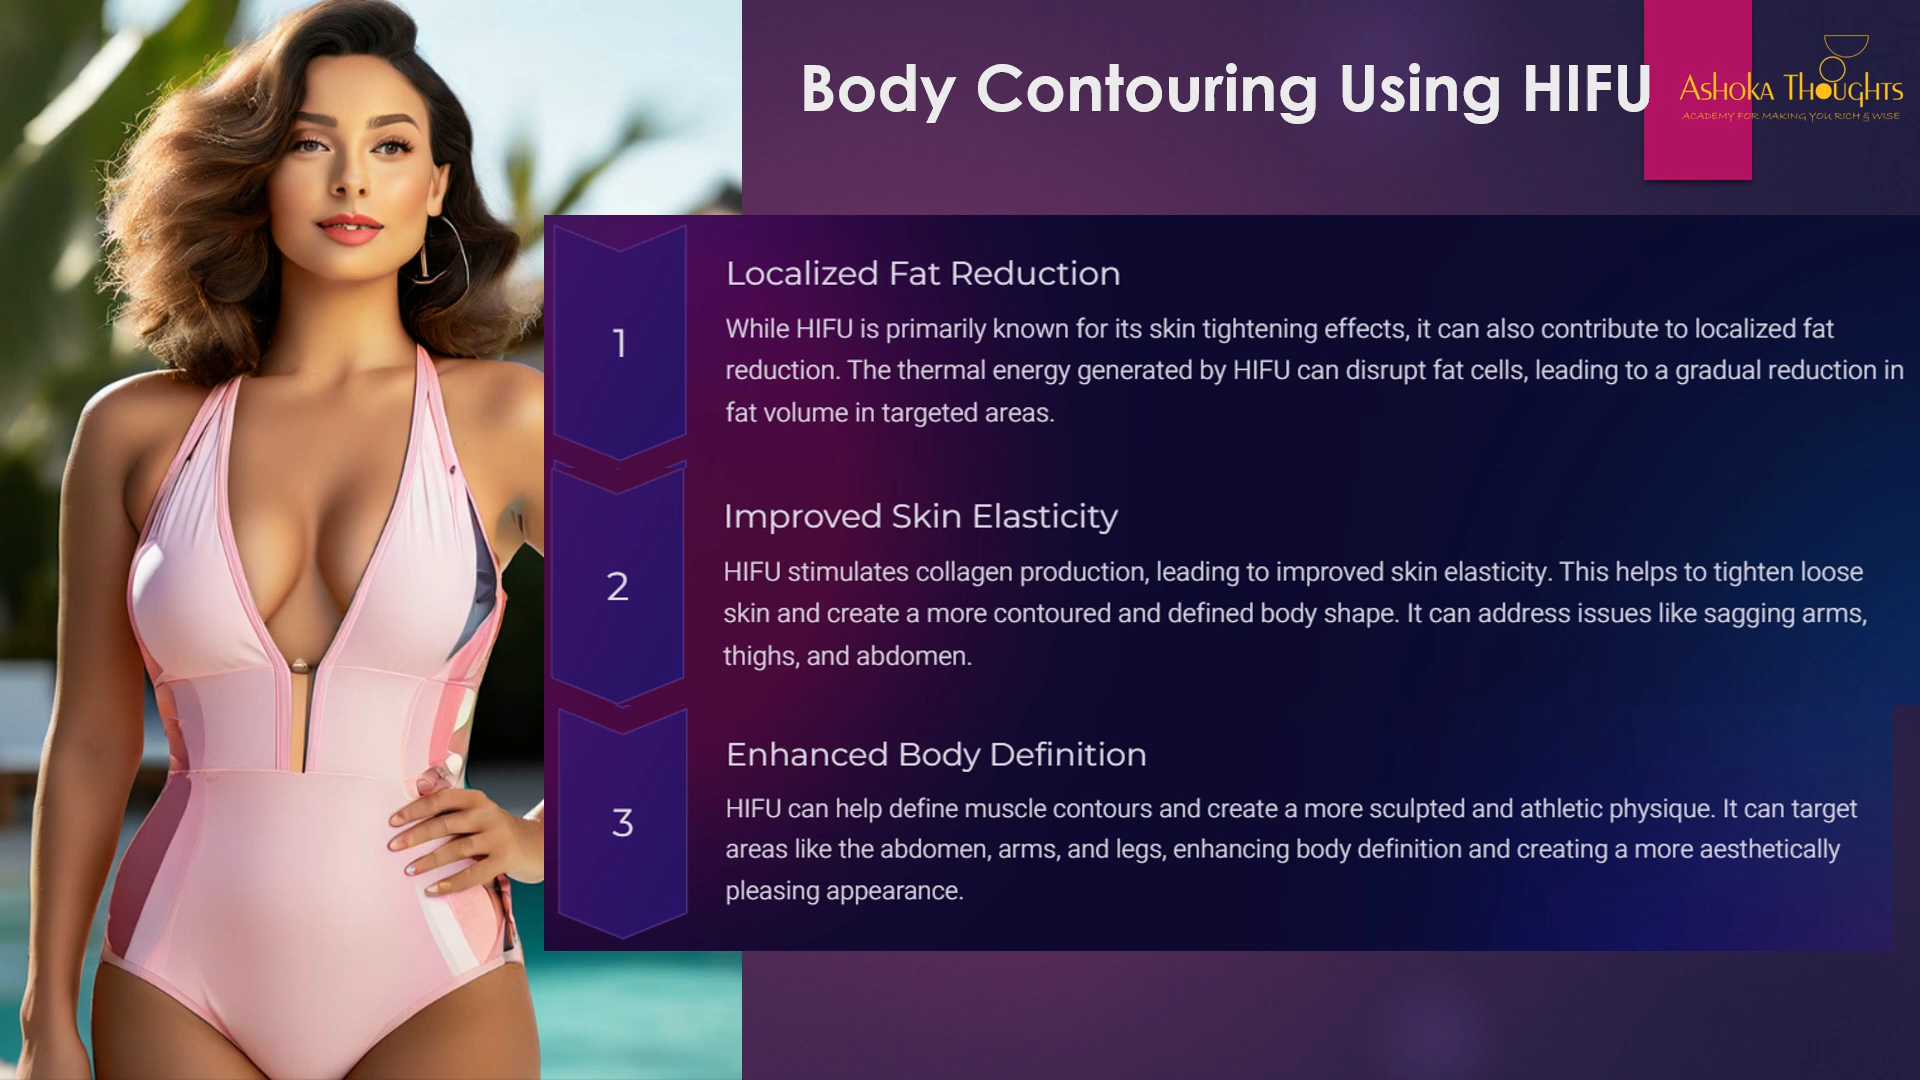 Body Contouring Using HIFU
ASHOKA THOUGHTS
ACADEMY FOR MAKING YOU RICH & WISE
1
Localized Fat Reduction
While HIFU is primarily known for its skin tightening effects, it can also contribute to localized fat
reduction. The thermal energy generated by HIFU can disrupt fat cells, leading to a gradual reduction in
fat volume in targeted areas.
2
Improved Skin Elasticity
HIFU stimulates collagen production, leading to improved skin elasticity. This helps to tighten loose
skin and create a more contoured and defined body shape. It can address issues like sagging arms,
thighs, and abdomen.
3
Enhanced Body Definition
HIFU can help define muscle contours and create a more sculpted and athletic physique. It can target
areas like the abdomen, arms, and legs, enhancing body definition and creating a more aesthetically
pleasing appearance.